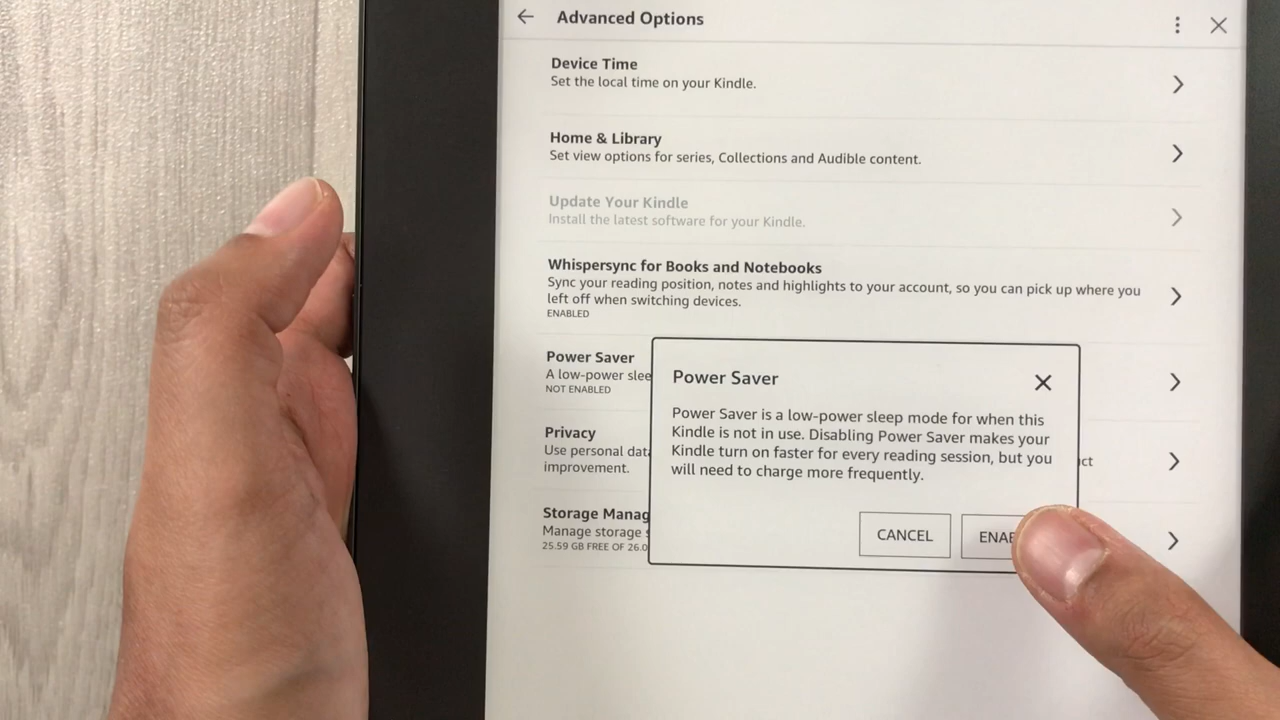 Advanced Options
Device Time
Set the local time on your Kindle.
Home & Library
Set view options for series, Collections and Audible content.
Update Your Kindle
Install the latest software for your Kindle.
Whispersync for Books and Notebooks
Sync your reading position, notes and highlights to your account, so you can pick up where you
left off when switching devices.
ENABLED
Power Saver
A low-power
NOT ENABLED
Privacy
Use personal
improvement.
Storage
Manage storage
25.59 GB FREE OF
Power Saver
Power Saver is a low-power sleep mode for when this
Kindle is not in use. Disabling Power Saver makes your
Kindle turn on faster for every reading session, but you
will need to charge more frequently.
CANCEL